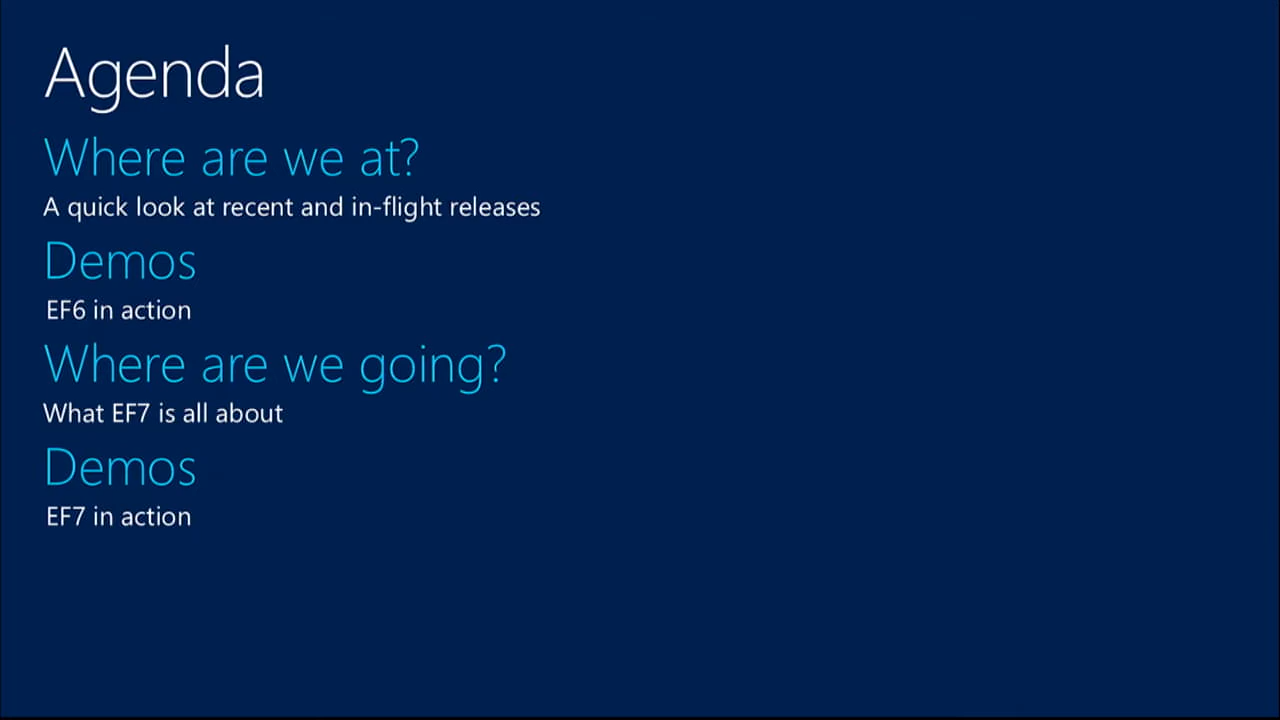 Agenda
Where are we at?
A quick look at recent and in-flight releases
Demos
EF6 in action
Where are we going?
What EF7 is all about
Demos
EF7 in action